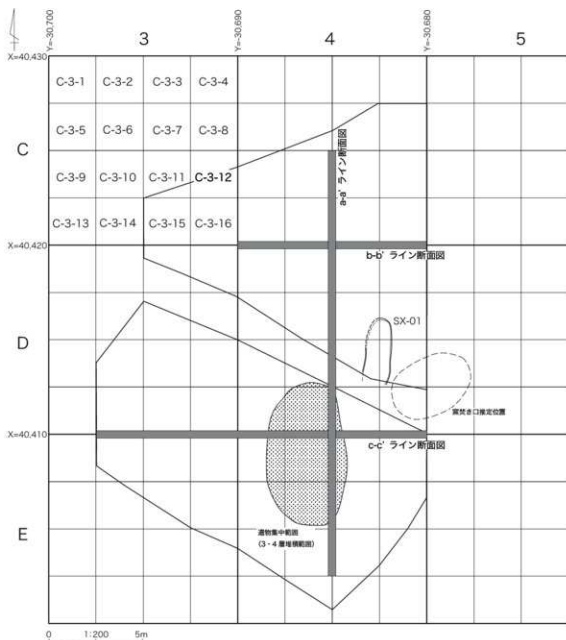 Y=-30,700
Y=-30,690
Y=-30,680
3
4
5
X=40,430
C-3-1 C-3-2 C-3-3 C-3-4
C-3-5 C-3-6 C-3-7 C-3-8
C
a-a' ライン断面図
C-3-9 C-3-10 C-3-11 C-3-12
C-3-13 C-3-14 C-3-15 C-3-16
X=40,420
b-b' ライン断面図
SX-01
D
窯焚き口推定位置
X=40,410
c-c' ライン断面図
E
遺物集中範囲
(3・4層堆積範囲)
0 1:200 5m